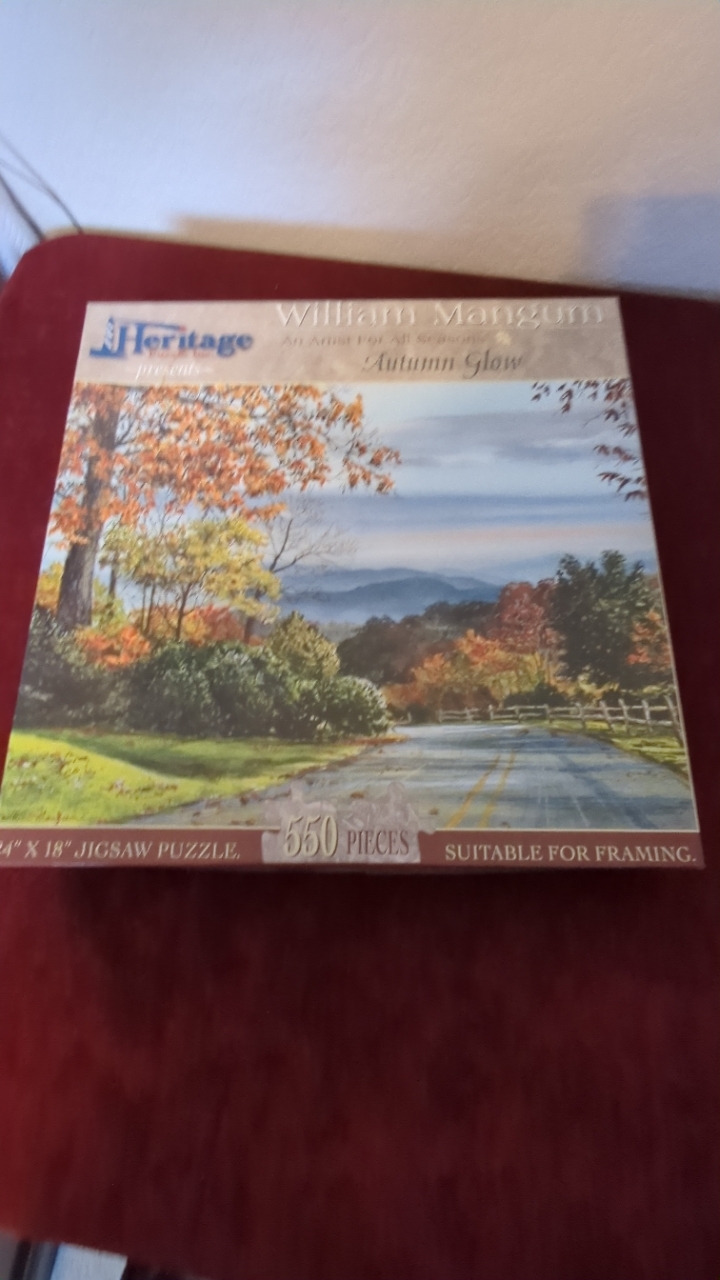 William Mangum
Heritage
An Artist For All Seasons
presents
Autumn Glow
24" X 18" JIGSAW PUZZLE.
550 PIECES
SUITABLE FOR FRAMING.